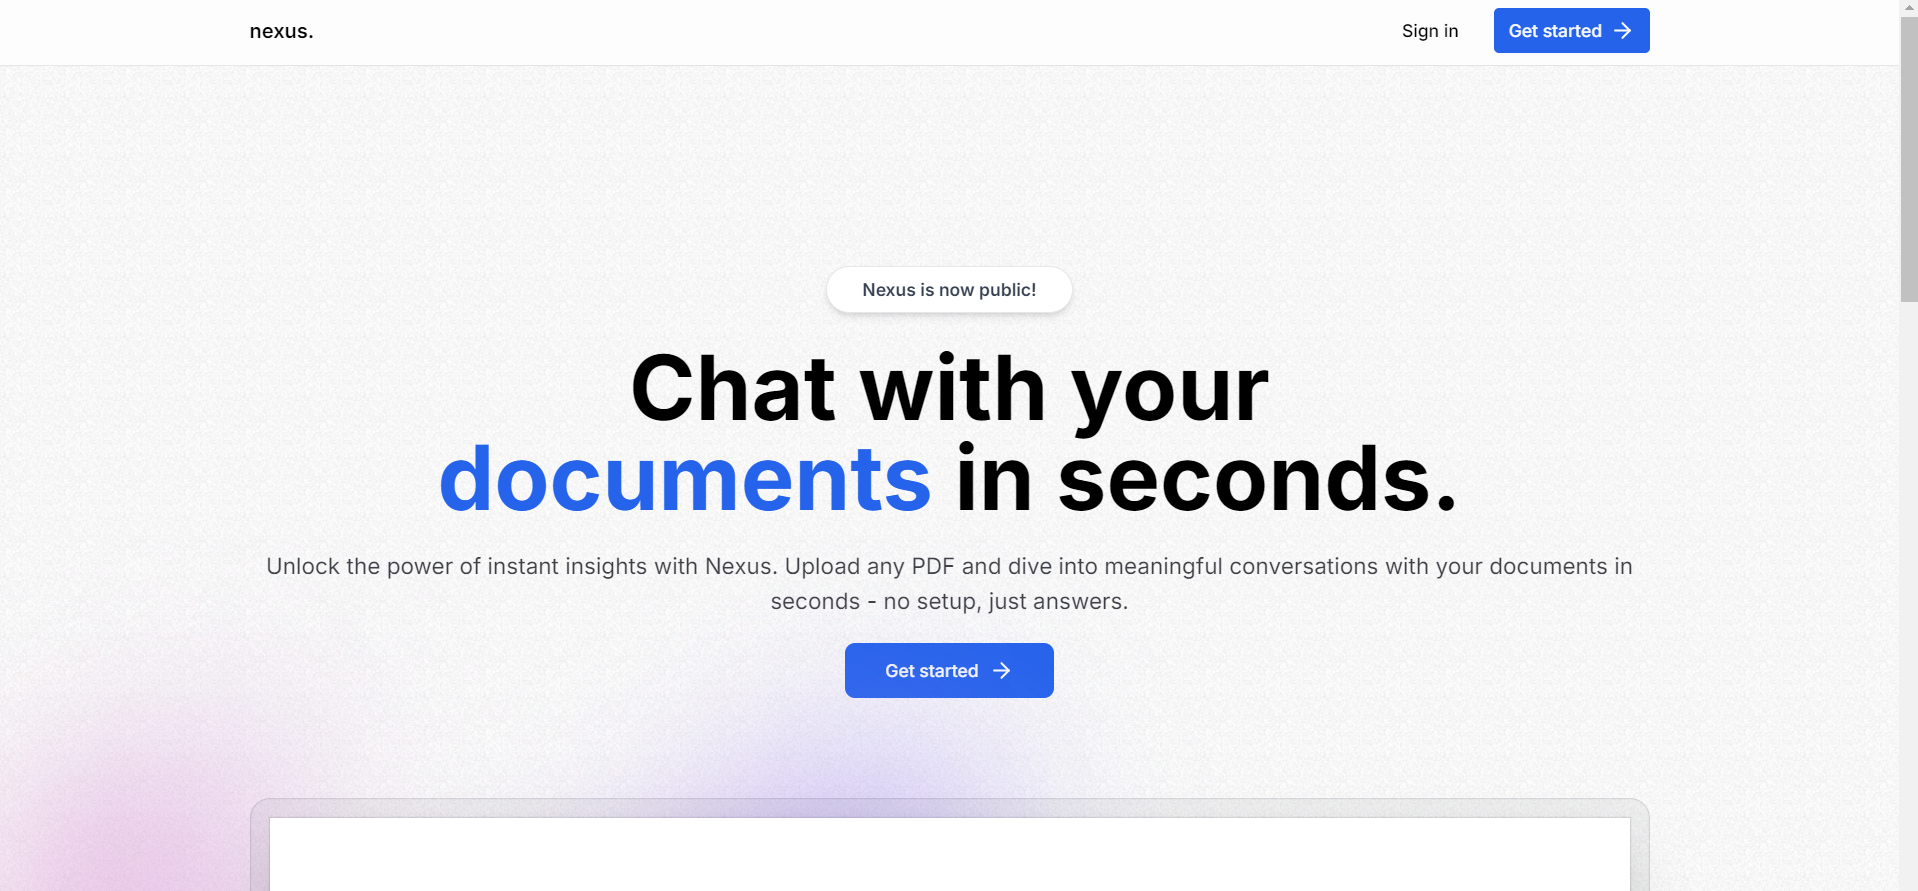 nexus.
Sign in
Get started
Nexus is now public!
Chat with your
documents in seconds.
Unlock the power of instant insights with Nexus. Upload any PDF and dive into meaningful conversations with your documents in
seconds - no setup, just answers.
Get started